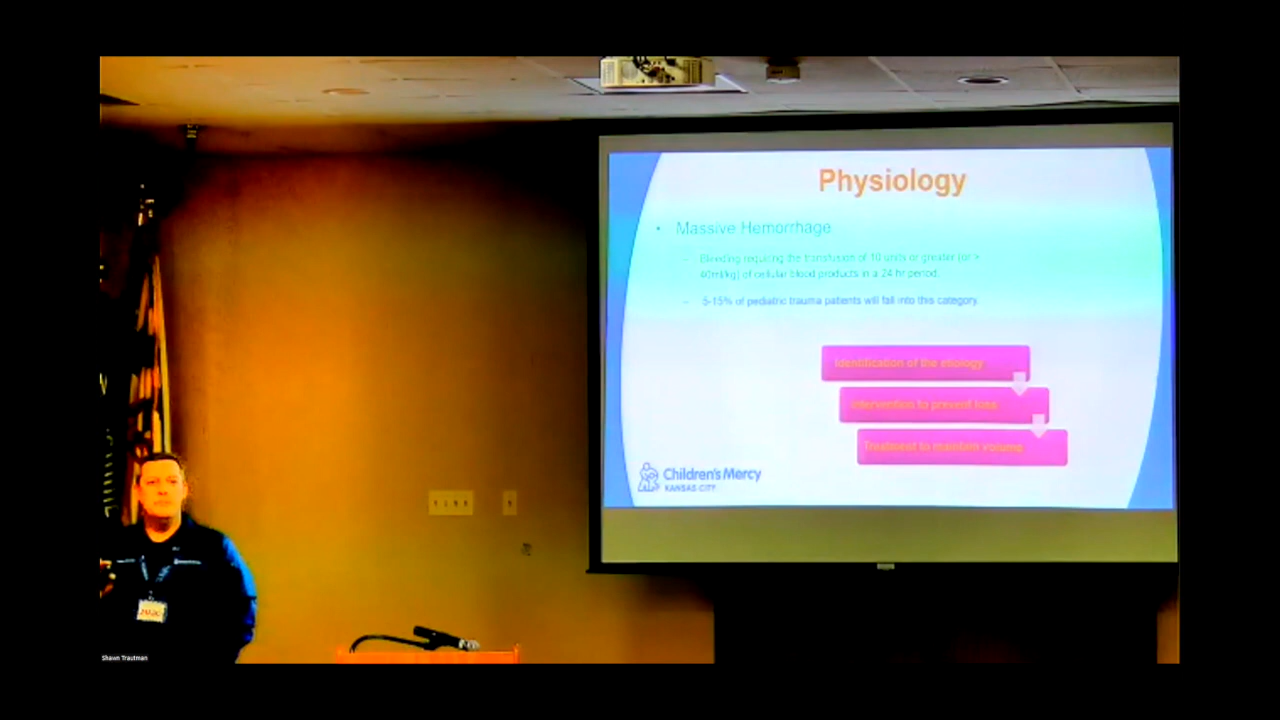 Physiology
• Massive Hemorrhage
– Bleeding requiring the transfusion of 10 units or greater (or >
40ml/kg) of cellular blood products in a 24 hr period.
– 5-15% of pediatric trauma patients will fall into this category.
Identification of the etiology
Intervention to prevent loss
Treatment to maintain volume
Children's Mercy
KANSAS CITY
Shawn Trautman